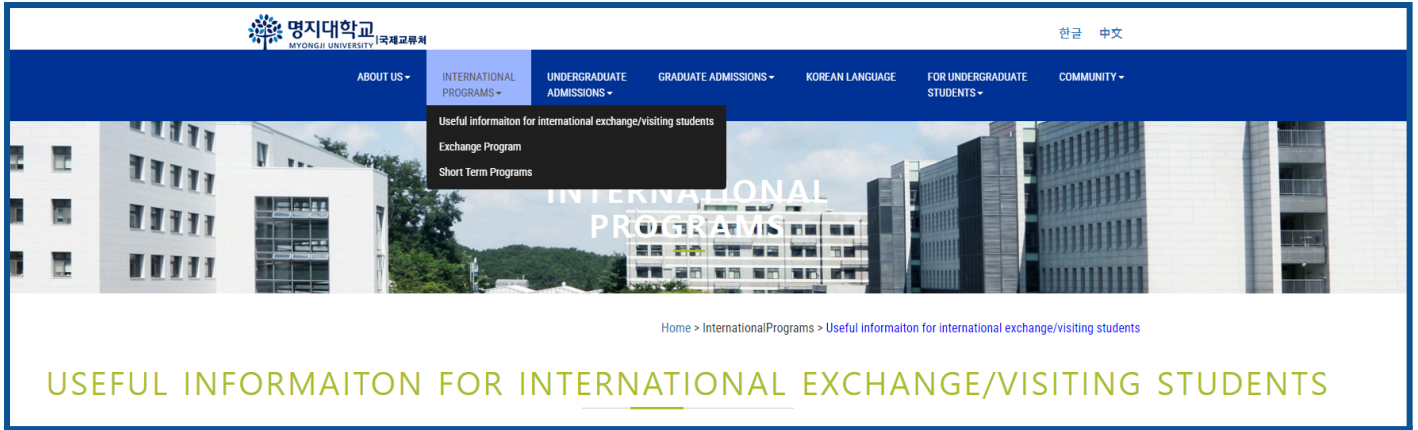 명지대학교 국제교류처
MYONGJI UNIVERSITY
한글 中文
ABOUT US
INTERNATIONAL PROGRAMS
UNDERGRADUATE ADMISSIONS
GRADUATE ADMISSIONS
KOREAN LANGUAGE
FOR UNDERGRADUATE STUDENTS
COMMUNITY
Useful informaiton for international exchange/visiting students
Exchange Program
Short Term Programs
INTERNATIONAL
PROGRAMS
Home > InternationalPrograms > Useful informaiton for international exchange/visiting students
USEFUL INFORMAITON FOR INTERNATIONAL EXCHANGE/VISITING STUDENTS